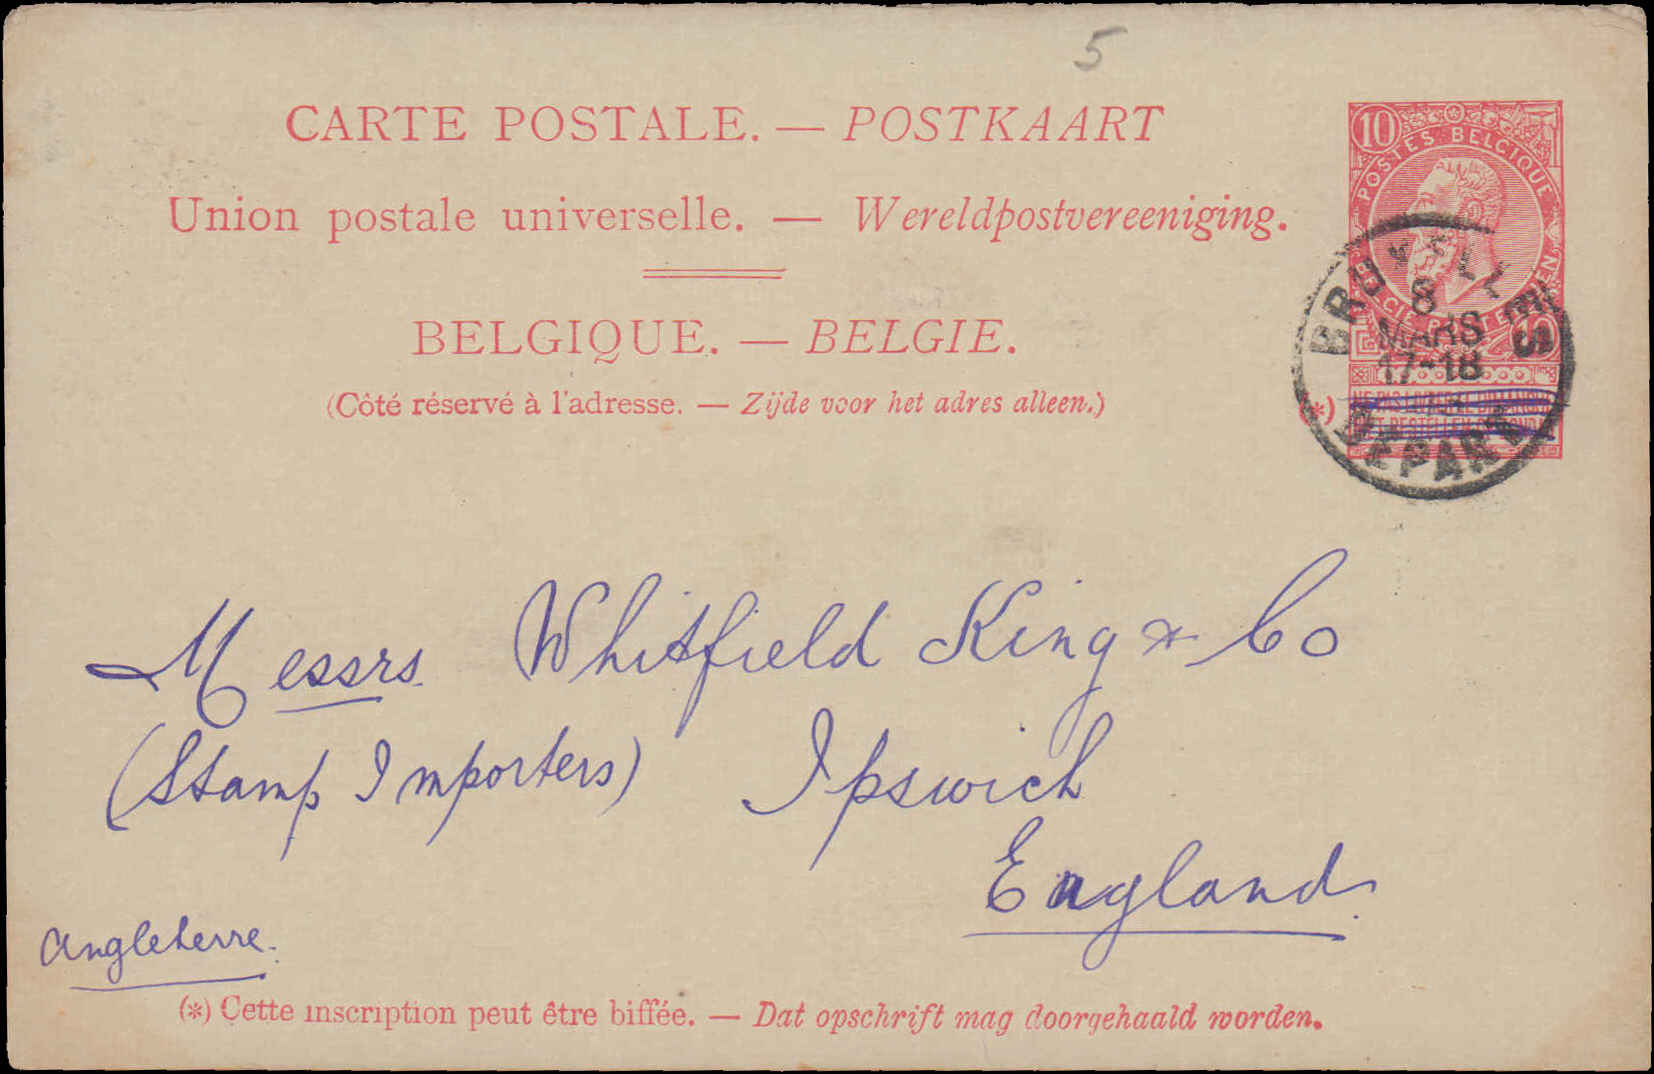 5
CARTE POSTALE. — POSTKAART
Union postale universelle. — Wereldpostvereeniging.
BELGIQUE. — BELGIE.
(Côté réservé à l'adresse. — Zijde voor het adres alleen.)
10
POSTES BELGIQUE
BRUXELLES
8
MARS
17-18
DÉPART
(*)
Messrs Whitfield King & Co
(Stamp Importers) Ipswich
England
Angleterre.
(*) Cette inscription peut être biffée. — Dat opschrift mag doorgehaald worden.